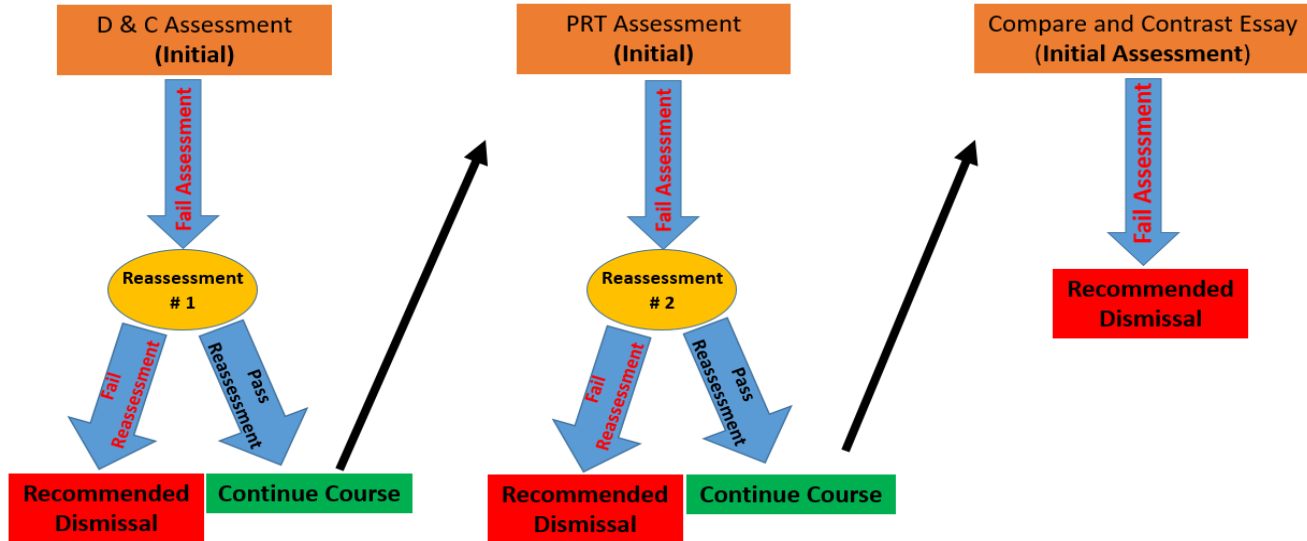 D & C Assessment
(Initial)
Fail Assessment
Reassessment
# 1
Fail
Reassessment
Pass
Reassessment
Recommended
Dismissal
Continue Course
PRT Assessment
(Initial)
Fail Assessment
Reassessment
# 2
Fail
Reassessment
Pass
Reassessment
Recommended
Dismissal
Continue Course
Compare and Contrast Essay
(Initial Assessment)
Fail Assessment
Recommended
Dismissal